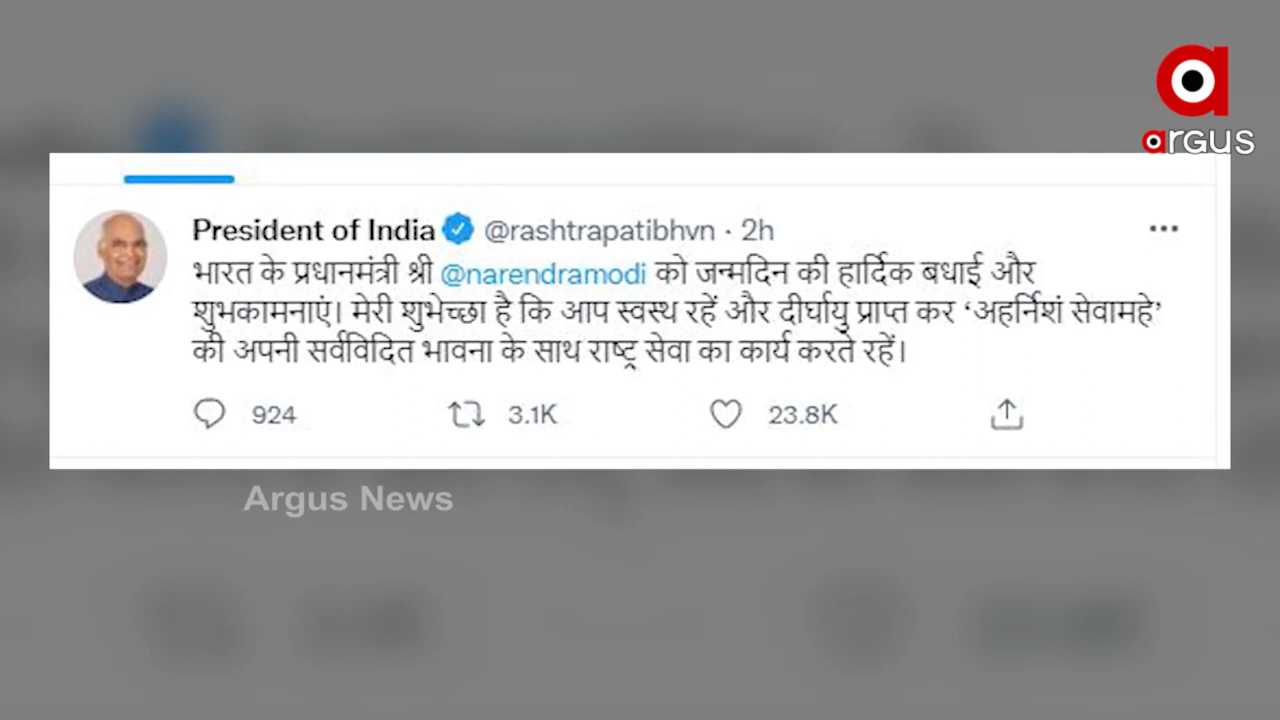 argus
President of India @rashtrapatibhvn · 2h
भारत के प्रधानमंत्री श्री @narendramodi को जन्मदिन की हार्दिक बधाई और
शुभकामनाएं। मेरी शुभेच्छा है कि आप स्वस्थ रहें और दीर्घायु प्राप्त कर ‘अहर्निशं सेवामहे’
की अपनी सर्वविदित भावना के साथ राष्ट्र सेवा का कार्य करते रहें।
924 3.1K 23.8K
Argus News